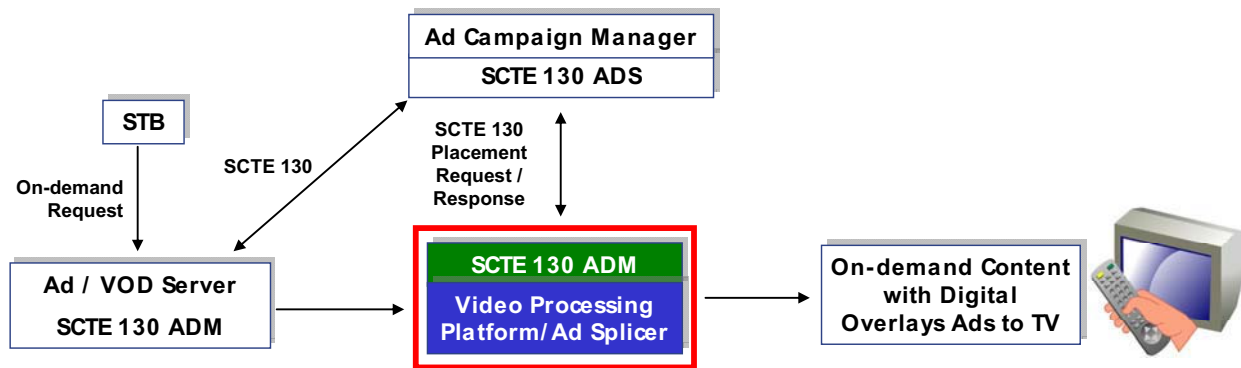 Ad Campaign Manager
SCTE 130 ADS
STB
SCTE 130
Placement
Request /
Response
SCTE 130
On-demand
Request
SCTE 130 ADM
Video Processing
Platform/Ad Splicer
Ad / VOD Server
SCTE 130 ADM
On-demand Content
with Digital
Overlays Ads to TV